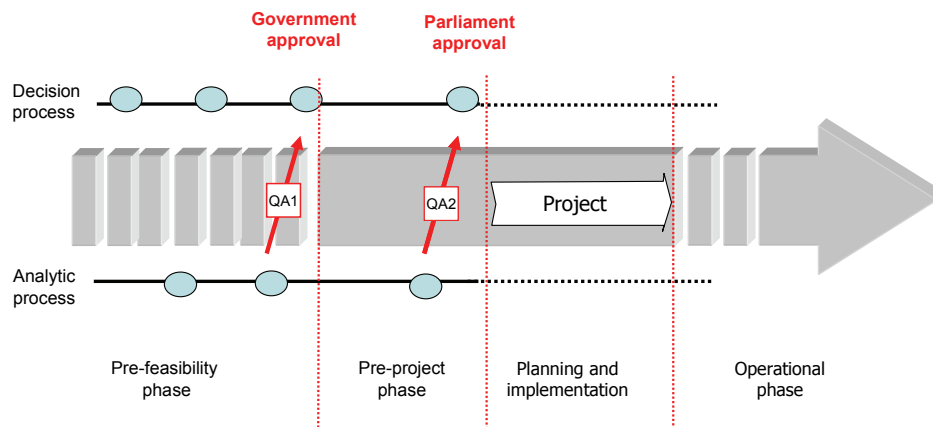 Government
approval
Parliament
approval
Decision
process
QA1
QA2
Project
Analytic
process
Pre-feasibility
phase
Pre-project
phase
Planning and
implementation
Operational
phase